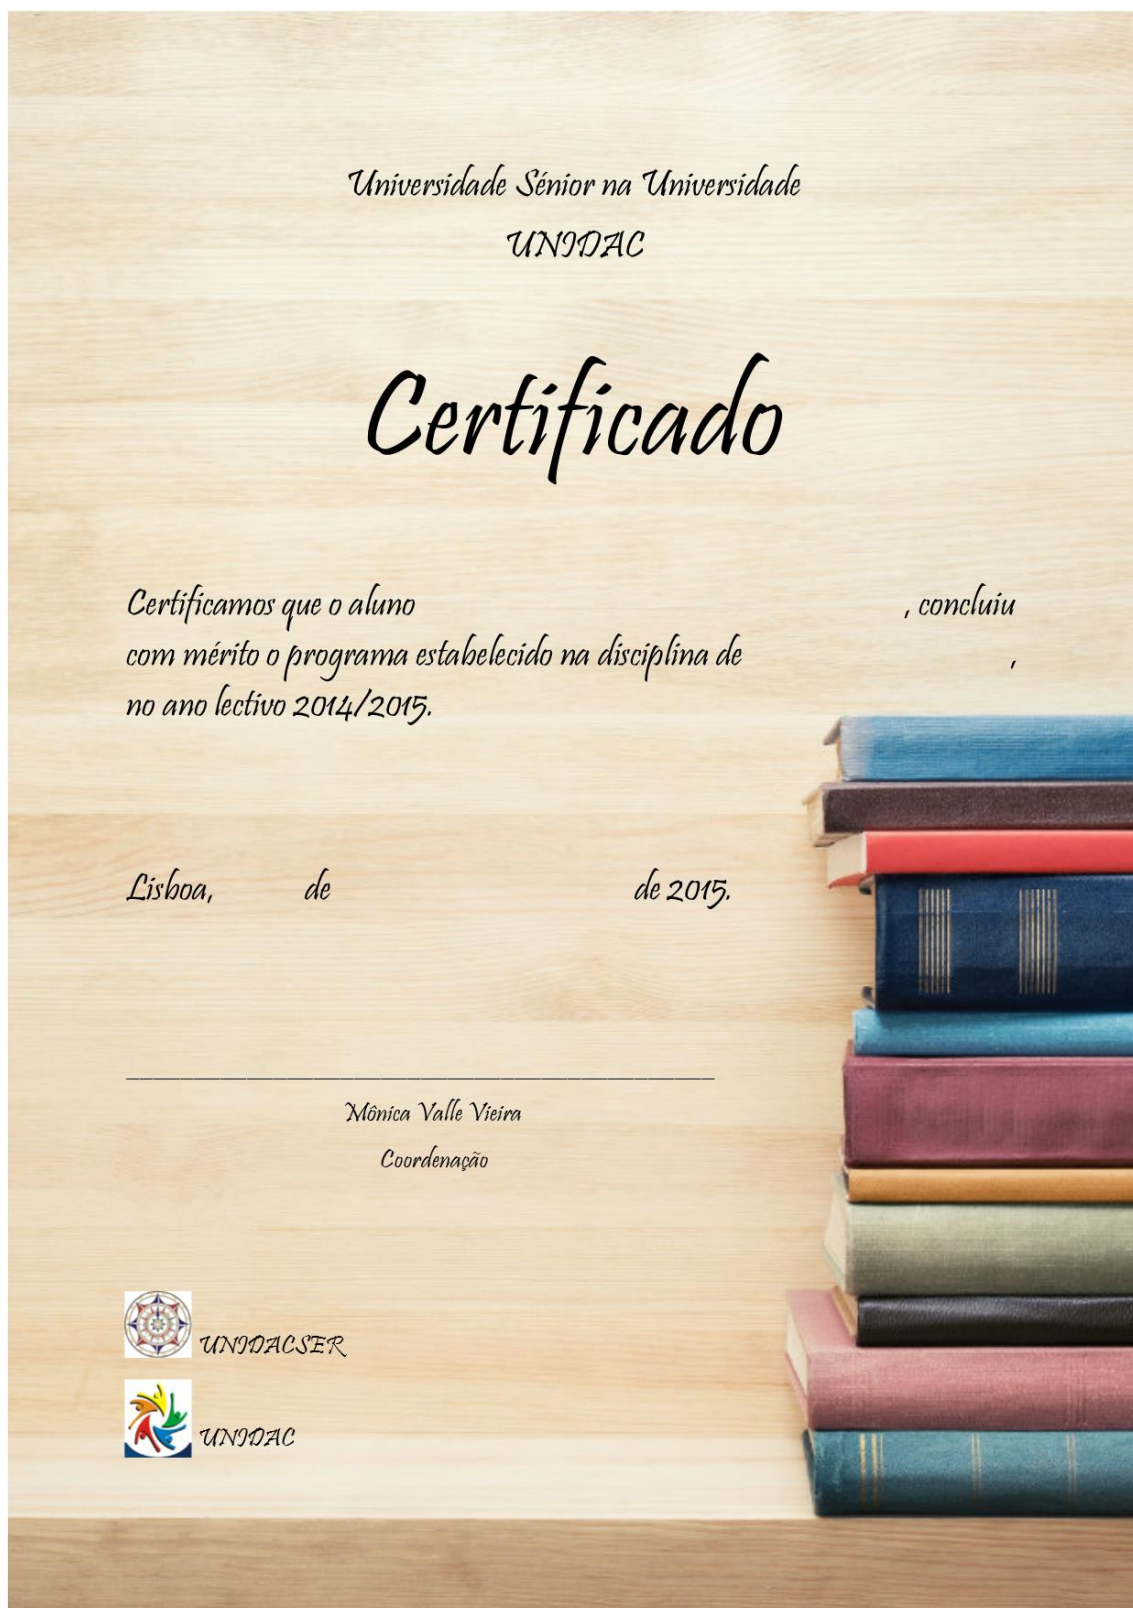 Universidade Sénior na Universidade
UNIDAC
Certificado
Certificamos que o aluno , concluiu
com mérito o programa estabelecido na disciplina de ,
no ano lectivo 2014/2015.
Lisboa, de de 2015.
Mônica Valle Vieira
Coordenação
UNIDACSER
UNIDAC